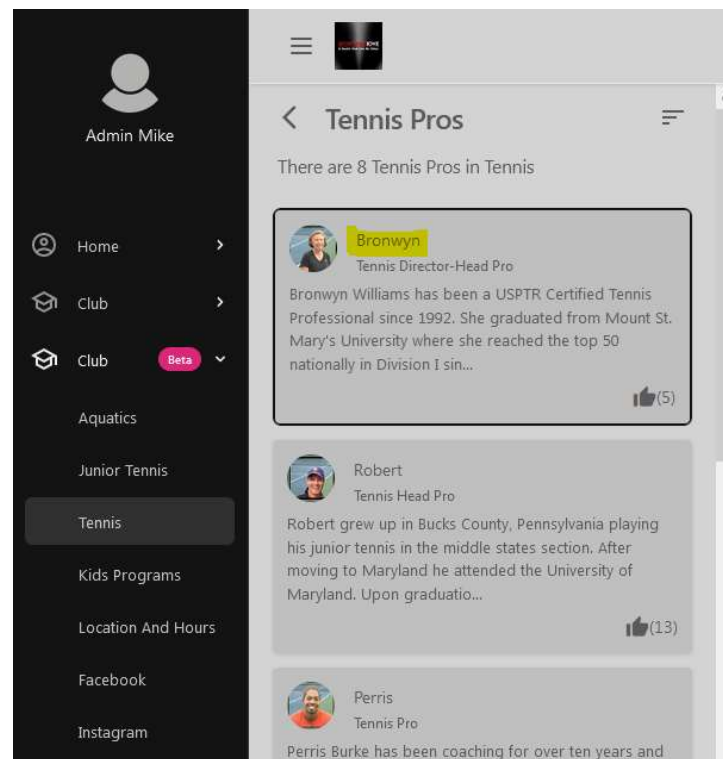 Admin Mike
Home
Club
Club Beta
Aquatics
Junior Tennis
Tennis
Kids Programs
Location And Hours
Facebook
Instagram
Tennis Pros
There are 8 Tennis Pros in Tennis
Bronwyn
Tennis Director-Head Pro
Bronwyn Williams has been a USPTR Certified Tennis
Professional since 1992. She graduated from Mount St.
Mary's University where she reached the top 50
nationally in Division I sin...
(5)
Robert
Tennis Head Pro
Robert grew up in Bucks County, Pennsylvania playing
his junior tennis in the middle states section. After
moving to Maryland he attended the University of
Maryland. Upon graduatio...
(13)
Perris
Tennis Pro
Perris Burke has been coaching for over ten years and